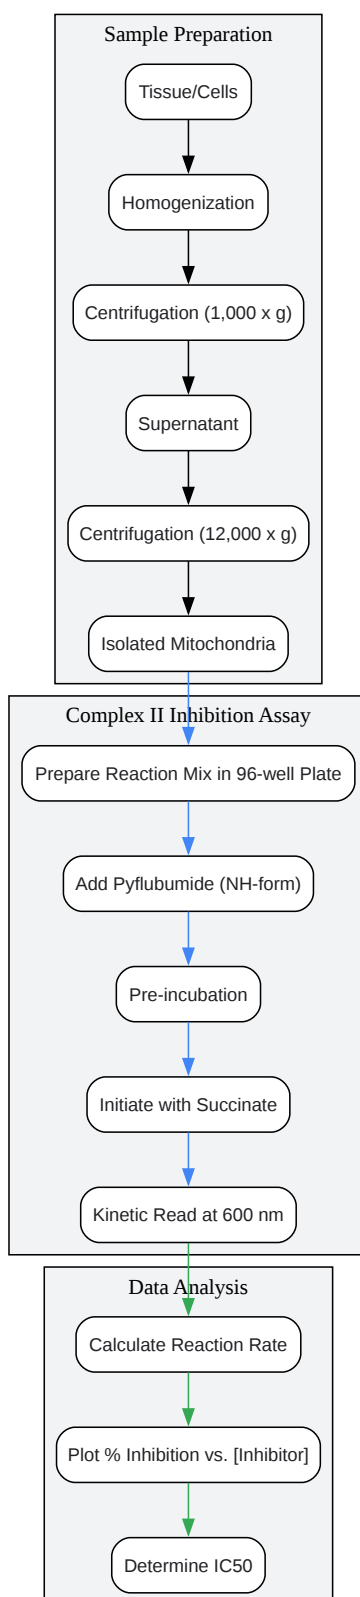 Sample Preparation
Tissue/Cells
Homogenization
Centrifugation (1,000 x g)
Supernatant
Centrifugation (12,000 x g)
Isolated Mitochondria
Complex II Inhibition Assay
Prepare Reaction Mix in 96-well Plate
Add Pyflubumide (NH-form)
Pre-incubation
Initiate with Succinate
Kinetic Read at 600 nm
Data Analysis
Calculate Reaction Rate
Plot % Inhibition vs. [Inhibitor]
Determine IC50